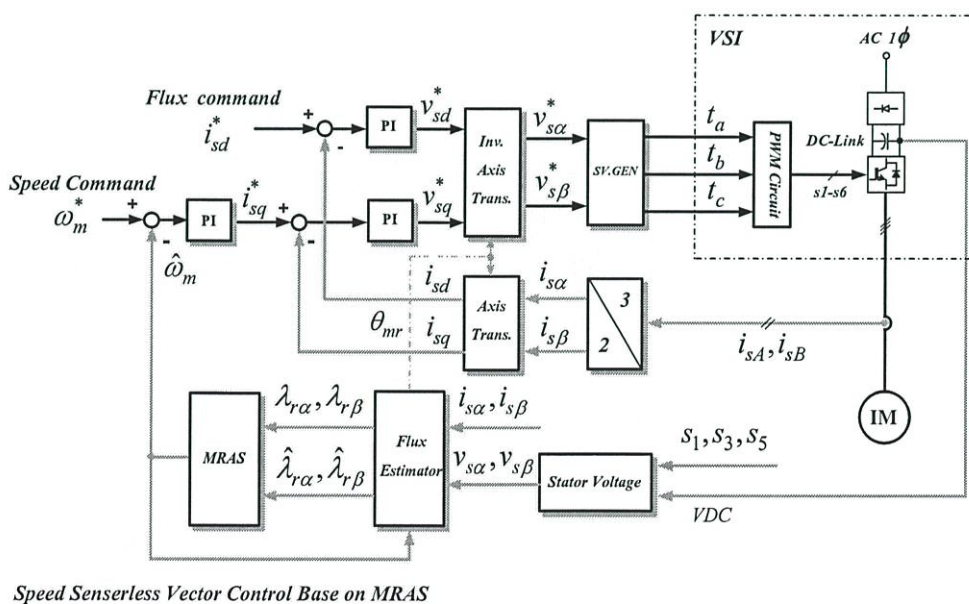 VSI
AC 1ϕ
Flux command
i*sd
+
-
PI
v*sd
Inv. Axis Trans.
v*sα
v*sβ
SV.GEN
ta
tb
tc
PWM Circuit
DC-Link
s1-s6
Speed Command
ω*m
+
-
ω̂m
PI
i*sq
+
-
PI
v*sq
isd
isq
θmr
Axis Trans.
isα
isβ
3
2
isA, isB
IM
MRAS
λrα, λrβ
λ̂rα, λ̂rβ
Flux Estimator
isα, isβ
vsα, vsβ
Stator Voltage
s1, s3, s5
VDC
Speed Senserless Vector Control Base on MRAS